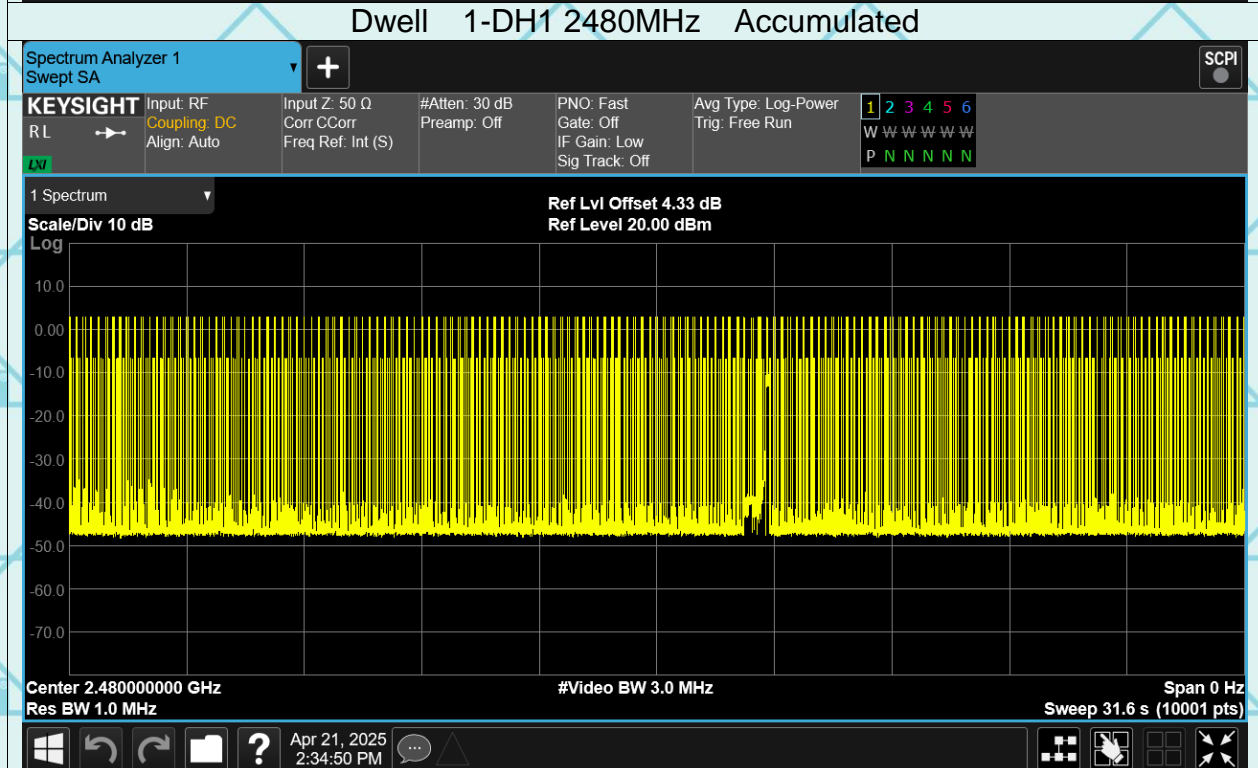 Dwell 1-DH1 2480MHz Accumulated
Spectrum Analyzer 1
Swept SA
SCPI
KEYSIGHT
R L
LXI
Input: RF
Coupling: DC
Align: Auto
Input Z: 50 Ω
Corr CCorr
Freq Ref: Int (S)
#Atten: 30 dB
Preamp: Off
PNO: Fast
Gate: Off
IF Gain: Low
Sig Track: Off
Avg Type: Log-Power
Trig: Free Run
1 2 3 4 5 6
W W W W W W
P N N N N N
1 Spectrum
Scale/Div 10 dB
Ref Lvl Offset 4.33 dB
Ref Level 20.00 dBm
Log
10.0
0.00
-10.0
-20.0
-30.0
-40.0
-50.0
-60.0
-70.0
Center 2.480000000 GHz
#Video BW 3.0 MHz
Span 0 Hz
Res BW 1.0 MHz
Sweep 31.6 s (10001 pts)
Apr 21, 2025
2:34:50 PM